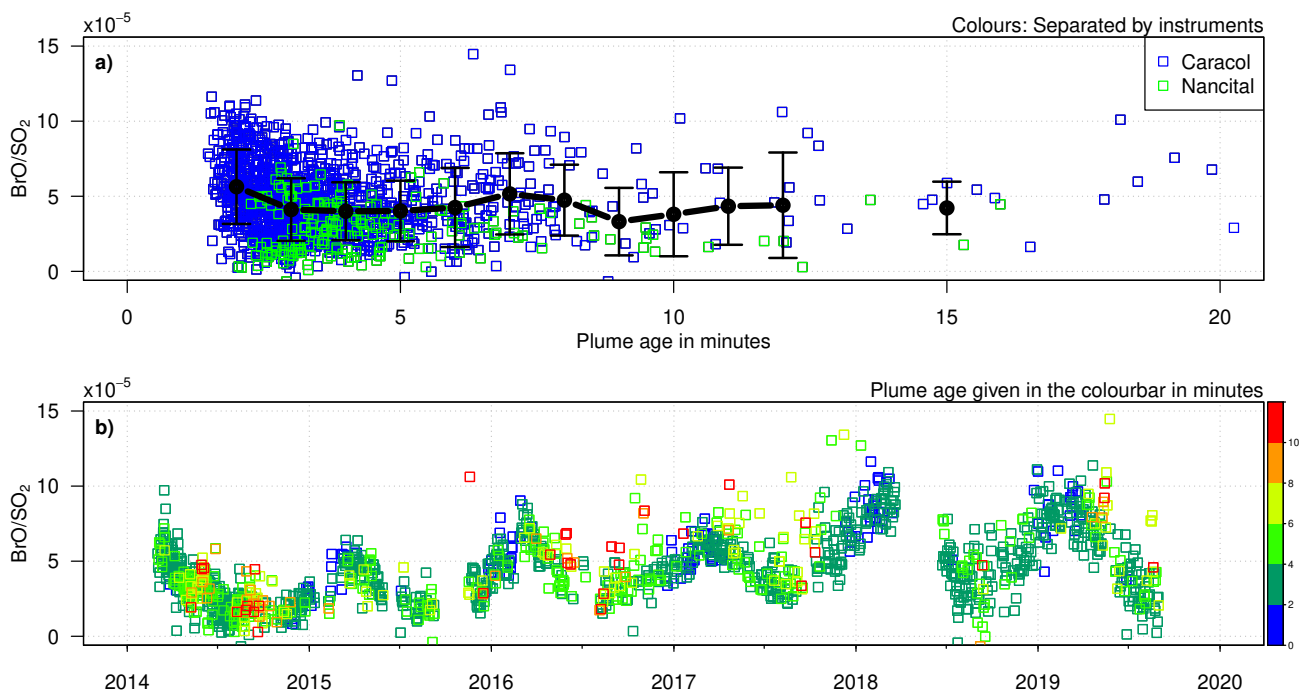 x10⁻⁵
Colours: Separated by instruments
15
10
5
0
BrO/SO₂
a)
Caracol
Nancital
0
5
10
15
20
Plume age in minutes
x10⁻⁵
Plume age given in the colourbar in minutes
15
10
5
0
BrO/SO₂
b)
10
8
6
4
2
0
2014
2015
2016
2017
2018
2019
2020